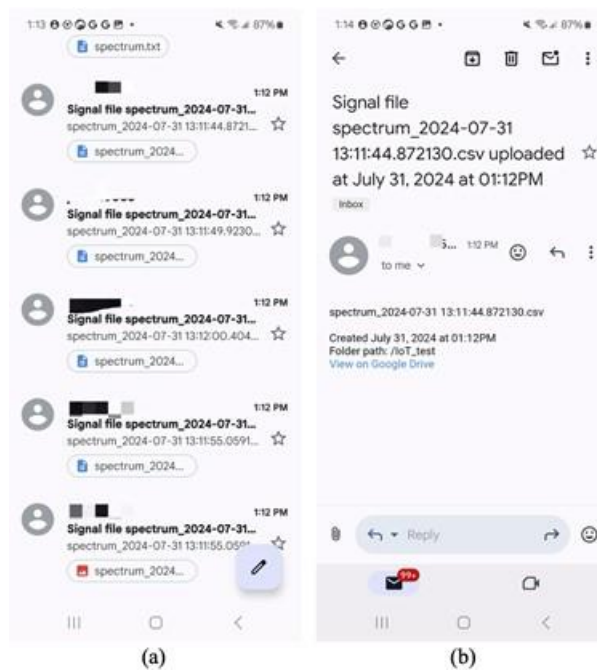 1:13
87%
spectrum.txt
1:12 PM
Signal file spectrum_2024-07-31...
spectrum_2024-07-31 13:11:44.8721...
spectrum_2024...
1:12 PM
Signal file spectrum_2024-07-31...
spectrum_2024-07-31 13:11:49.9230...
spectrum_2024...
1:12 PM
Signal file spectrum_2024-07-31...
spectrum_2024-07-31 13:12:00.404...
spectrum_2024...
1:12 PM
Signal file spectrum_2024-07-31...
spectrum_2024-07-31 13:11:55.0591...
spectrum_2024...
1:12 PM
Signal file spectrum_2024-07-31...
spectrum_2024-07-31 13:11:55.059
spectrum_2024...
(a)
1:14
87%
Signal file
spectrum_2024-07-31
13:11:44.872130.csv uploaded
at July 31, 2024 at 01:12PM
Inbox
1:12 PM
to me
spectrum_2024-07-31 13:11:44.872130.csv
Created July 31, 2024 at 01:12PM
Folder path: /IoT_test
View on Google Drive
Reply
99+
(b)